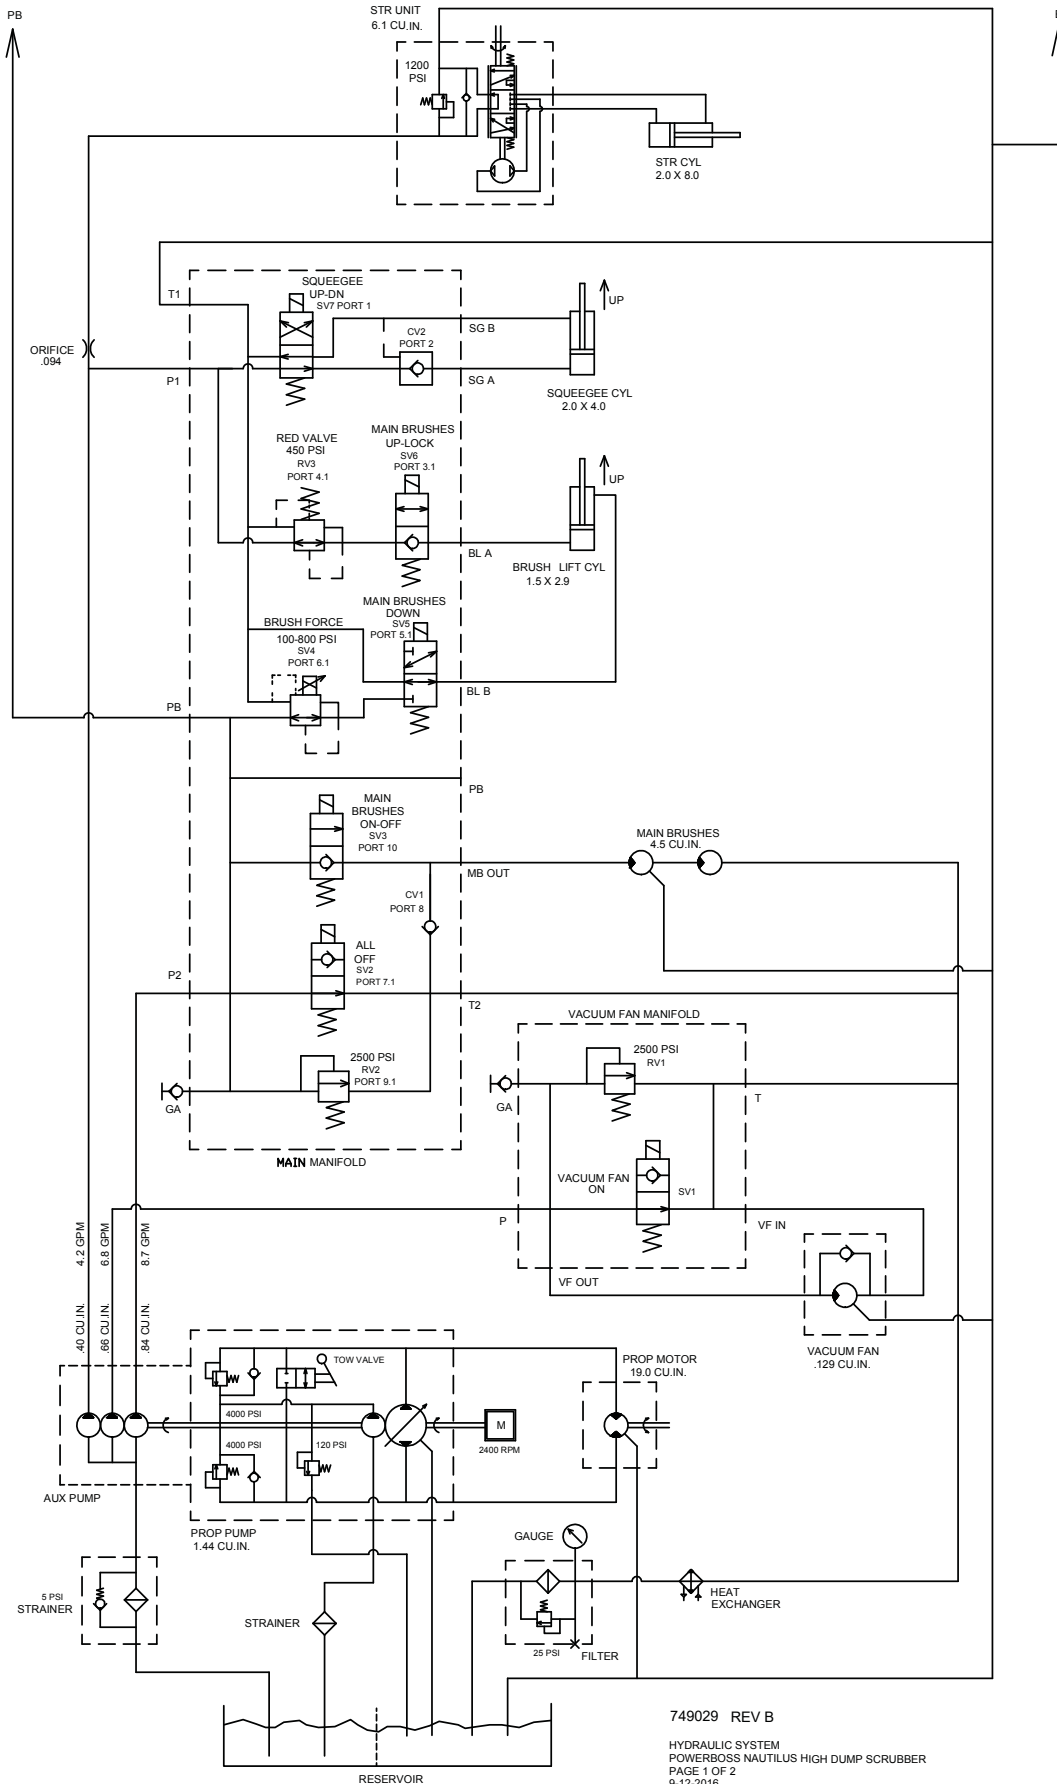 PB
STR UNIT
6.1 CU.IN.
1200
PSI
STR CYL
2.0 X 8.0
T1
SQUEEGEE
UP-DN
SV7 PORT 1
CV2
PORT 2
SG B
UP
ORIFICE
.094
P1
SG A
SQUEEGEE CYL
2.0 X 4.0
RED VALVE
450 PSI
RV3
PORT 4.1
MAIN BRUSHES
UP-LOCK
SV6
PORT 3.1
UP
BL A
BRUSH LIFT CYL
1.5 X 2.9
MAIN BRUSHES
DOWN
SV5
PORT 5.1
BRUSH FORCE
100-800 PSI
SV4
PORT 6.1
BL B
PB
PB
MAIN
BRUSHES
ON-OFF
SV3
PORT 10
MAIN BRUSHES
4.5 CU.IN.
MB OUT
CV1
PORT 8
ALL
OFF
SV2
PORT 7.1
P2
T2
VACUUM FAN MANIFOLD
2500 PSI
RV2
PORT 9.1
2500 PSI
RV1
GA
GA
T
MAIN MANIFOLD
VACUUM FAN
ON
SV1
P
VF IN
VF OUT
4.2 GPM
6.8 GPM
8.7 GPM
.40 CU.IN.
.66 CU.IN.
.84 CU.IN.
VACUUM FAN
.129 CU.IN.
TOW VALVE
PROP MOTOR
19.0 CU.IN.
4000 PSI
4000 PSI
120 PSI
M
2400 RPM
AUX PUMP
PROP PUMP
1.44 CU.IN.
GAUGE
5 PSI
STRAINER
STRAINER
HEAT
EXCHANGER
25 PSI
FILTER
RESERVOIR
749029 REV B
HYDRAULIC SYSTEM
POWERBOSS NAUTILUS HIGH DUMP SCRUBBER
PAGE 1 OF 2
9-12-2016